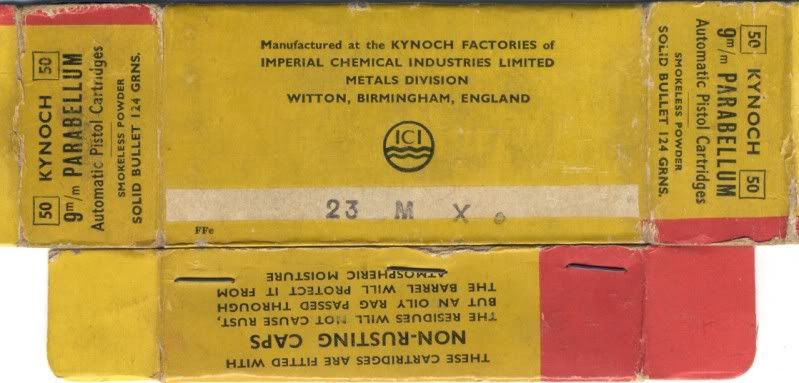 50 KYNOCH 50
9m/m PARABELLUM
Automatic Pistol Cartridges
SMOKELESS POWDER
SOLID BULLET 124 GRNS.
Manufactured at the KYNOCH FACTORIES of
IMPERIAL CHEMICAL INDUSTRIES LIMITED
METALS DIVISION
WITTON, BIRMINGHAM, ENGLAND
ICI
23 M X.
FFe
50 KYNOCH 50
9m/m PARABELLUM
Automatic Pistol Cartridges
SMOKELESS POWDER
SOLID BULLET 124 GRNS.
THESE CARTRIDGES ARE FITTED WITH
NON-RUSTING CAPS
THE RESIDUES WILL NOT CAUSE RUST,
BUT AN OILY RAG PASSED THROUGH
THE BARREL WILL PROTECT IT FROM
ATMOSPHERIC MOISTURE